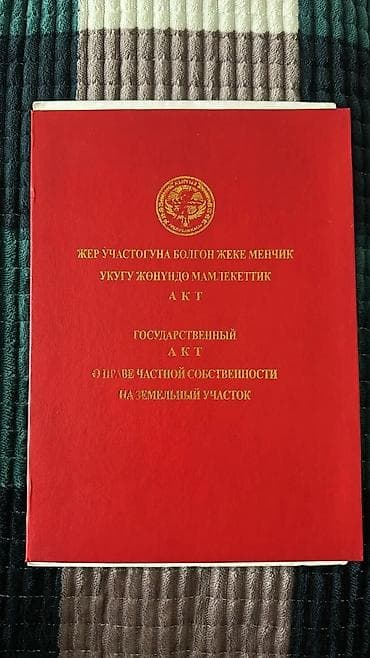 ЖЕР УЧАСТОГУНА БОЛГОН ЖЕКЕ МЕНЧИК
УКУГУ ЖӨНҮНДӨ МАМЛЕКЕТТИК
АКТ
ГОСУДАРСТВЕННЫЙ
АКТ
О ПРАВЕ ЧАСТНОЙ СОБСТВЕННОСТИ
НА ЗЕМЕЛЬНЫЙ УЧАСТОК